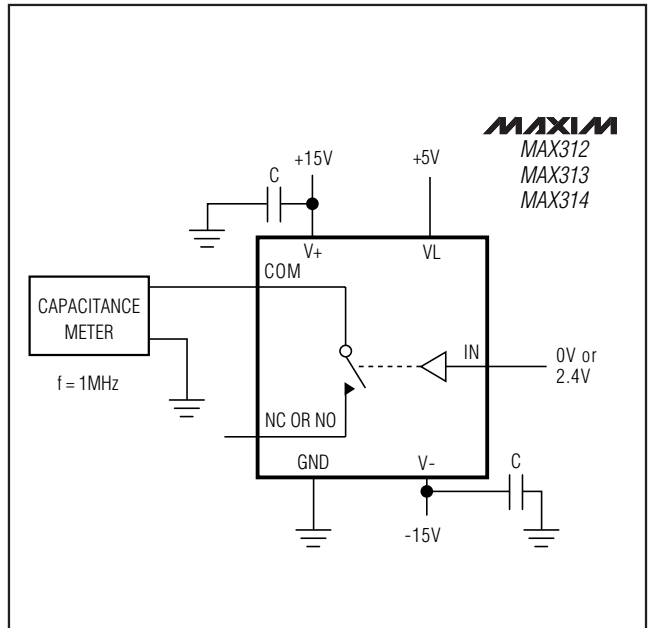 MAXIM
MAX312
MAX313
MAX314
+15V
+5V
C
V+
VL
COM
CAPACITANCE
METER
f = 1MHz
IN
0V or
2.4V
NC OR NO
GND
V-
C
-15V